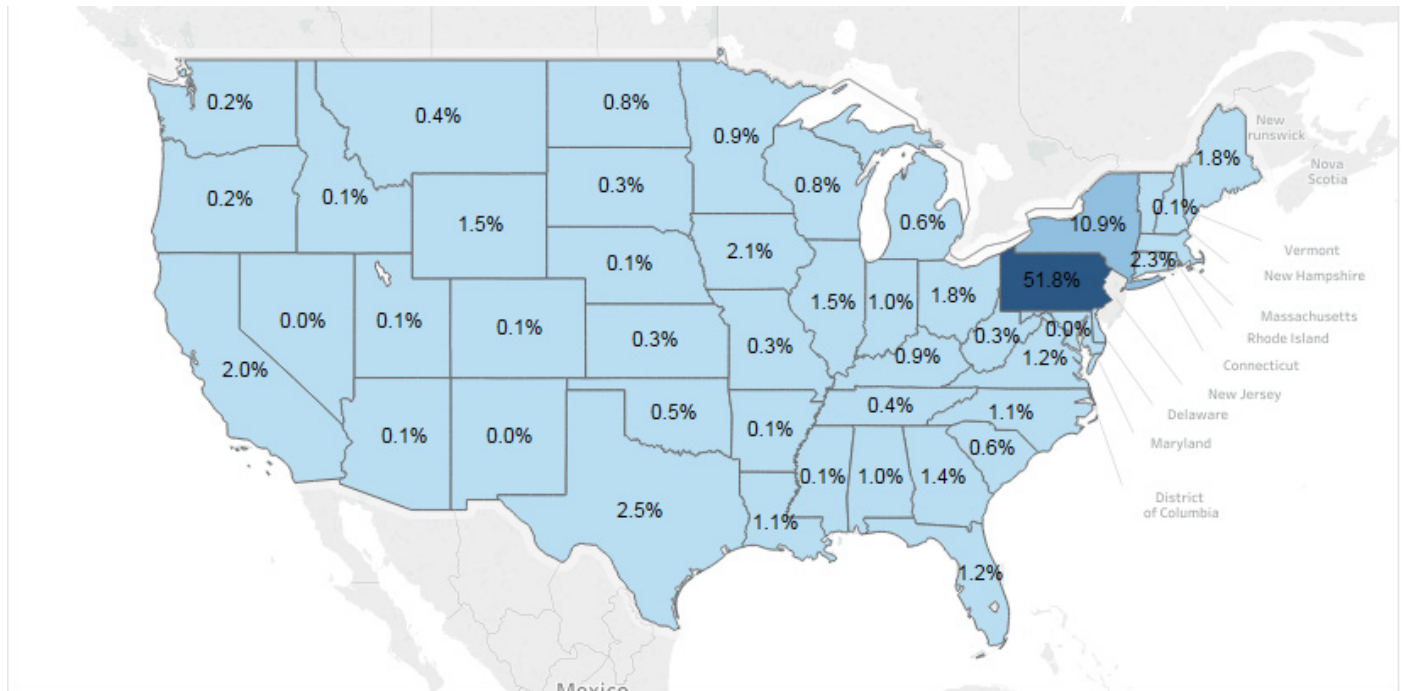 0.2%
0.4%
0.8%
0.9%
New
runswick
1.8%
Nova
Scotia
0.2%
0.1%
1.5%
0.3%
0.8%
0.6%
10.9%
0.1%
Vermont
New Hampshire
0.1%
2.1%
2.3%
51.8%
Massachusetts
Rhode Island
Connecticut
0.0%
0.1%
0.1%
0.3%
0.3%
1.5%
1.0%
1.8%
0.3%
0.0%
1.2%
2.0%
0.9%
New Jersey
Delaware
Maryland
0.1%
0.0%
0.5%
0.1%
0.4%
1.1%
0.6%
2.5%
1.1%
0.1%
1.0%
1.4%
District
of Columbia
1.2%
Mexico